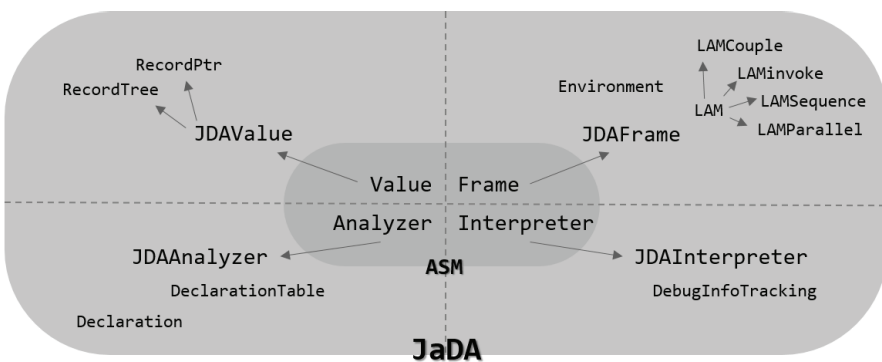 LAMCouple
RecordPtr
LAMinvoke
RecordTree
Environment
LAMSequence
LAM
LAMParallel
JDAValue
JDAFrame
Value
Frame
Analyzer
Interpreter
JDAAnalyzer
JDAInterpreter
ASM
DeclarationTable
DebugInfoTracking
Declaration
JaDA